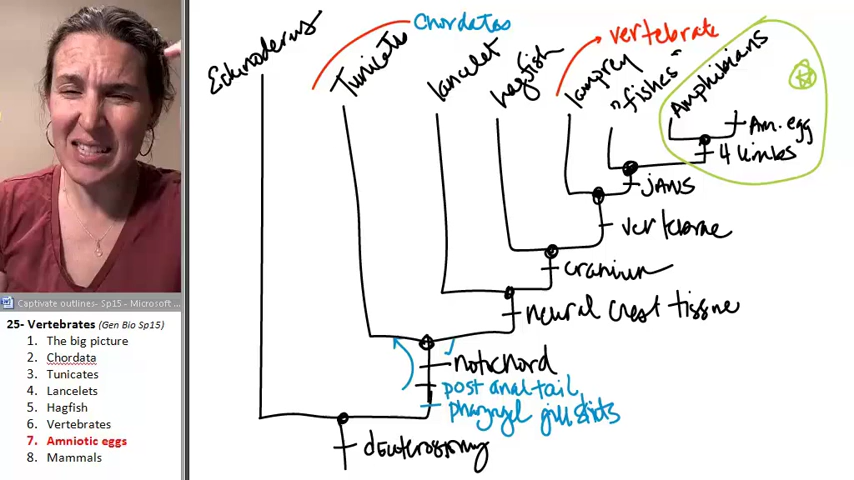 Echinoderms
Tunicates
Chordates
lancelet
hagfish
vertebrate
lamprey
"fishes"
Amphibians
Am. egg
4 limbs
jaws
vertebrae
cranium
neural crest tissue
notochord
post anal tail
pharyngeal gill slits
deuterostomy
Captivate outlines- Sp15 - Microsoft ...
25- Vertebrates (Gen Bio Sp15)
1. The big picture
2. Chordata
3. Tunicates
4. Lancelets
5. Hagfish
6. Vertebrates
7. Amniotic eggs
8. Mammals